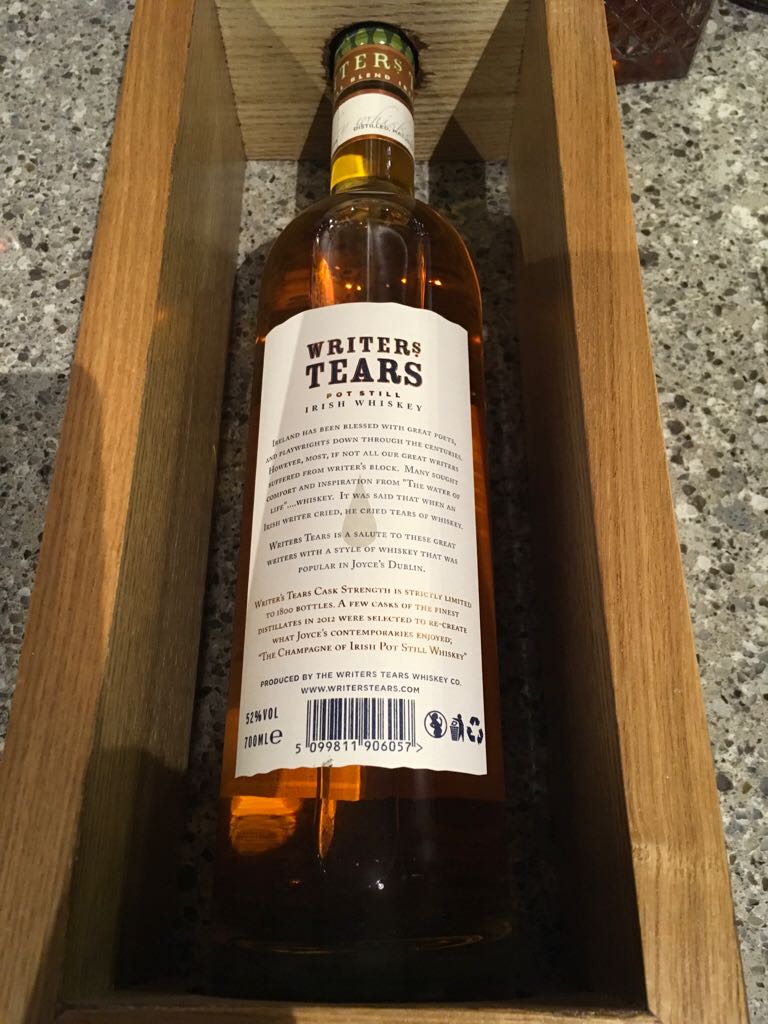 TERS
L BLEND IR
DISTILLED, MA
WRITERS
TEARS
POT STILL
IRISH WHISKEY
IRELAND HAS BEEN BLESSED WITH GREAT POETS,
AND PLAYWRIGHTS DOWN THROUGH THE CENTURIES.
HOWEVER, MOST, IF NOT ALL OUR GREAT WRITERS
SUFFERED FROM WRITER'S BLOCK. MANY SOUGHT
COMFORT AND INSPIRATION FROM "THE WATER OF
LIFE"....WHISKEY. IT WAS SAID THAT WHEN AN
IRISH WRITER CRIED, HE CRIED TEARS OF WHISKEY.
WRITERS TEARS IS A SALUTE TO THESE GREAT
WRITERS WITH A STYLE OF WHISKEY THAT WAS
POPULAR IN JOYCE'S DUBLIN.
WRITER'S TEARS CASK STRENGTH IS STRICTLY LIMITED
TO 1800 BOTTLES. A FEW CASKS OF THE FINEST
DISTILLATES IN 2012 WERE SELECTED TO RE-CREATE
WHAT JOYCE'S CONTEMPORARIES ENJOYED;
"THE CHAMPAGNE OF IRISH POT STILL WHISKEY"
PRODUCED BY THE WRITERS TEARS WHISKEY CO.
WWW.WRITERSTEARS.COM
52%VOL
700ML℮
5 099811 906057 >